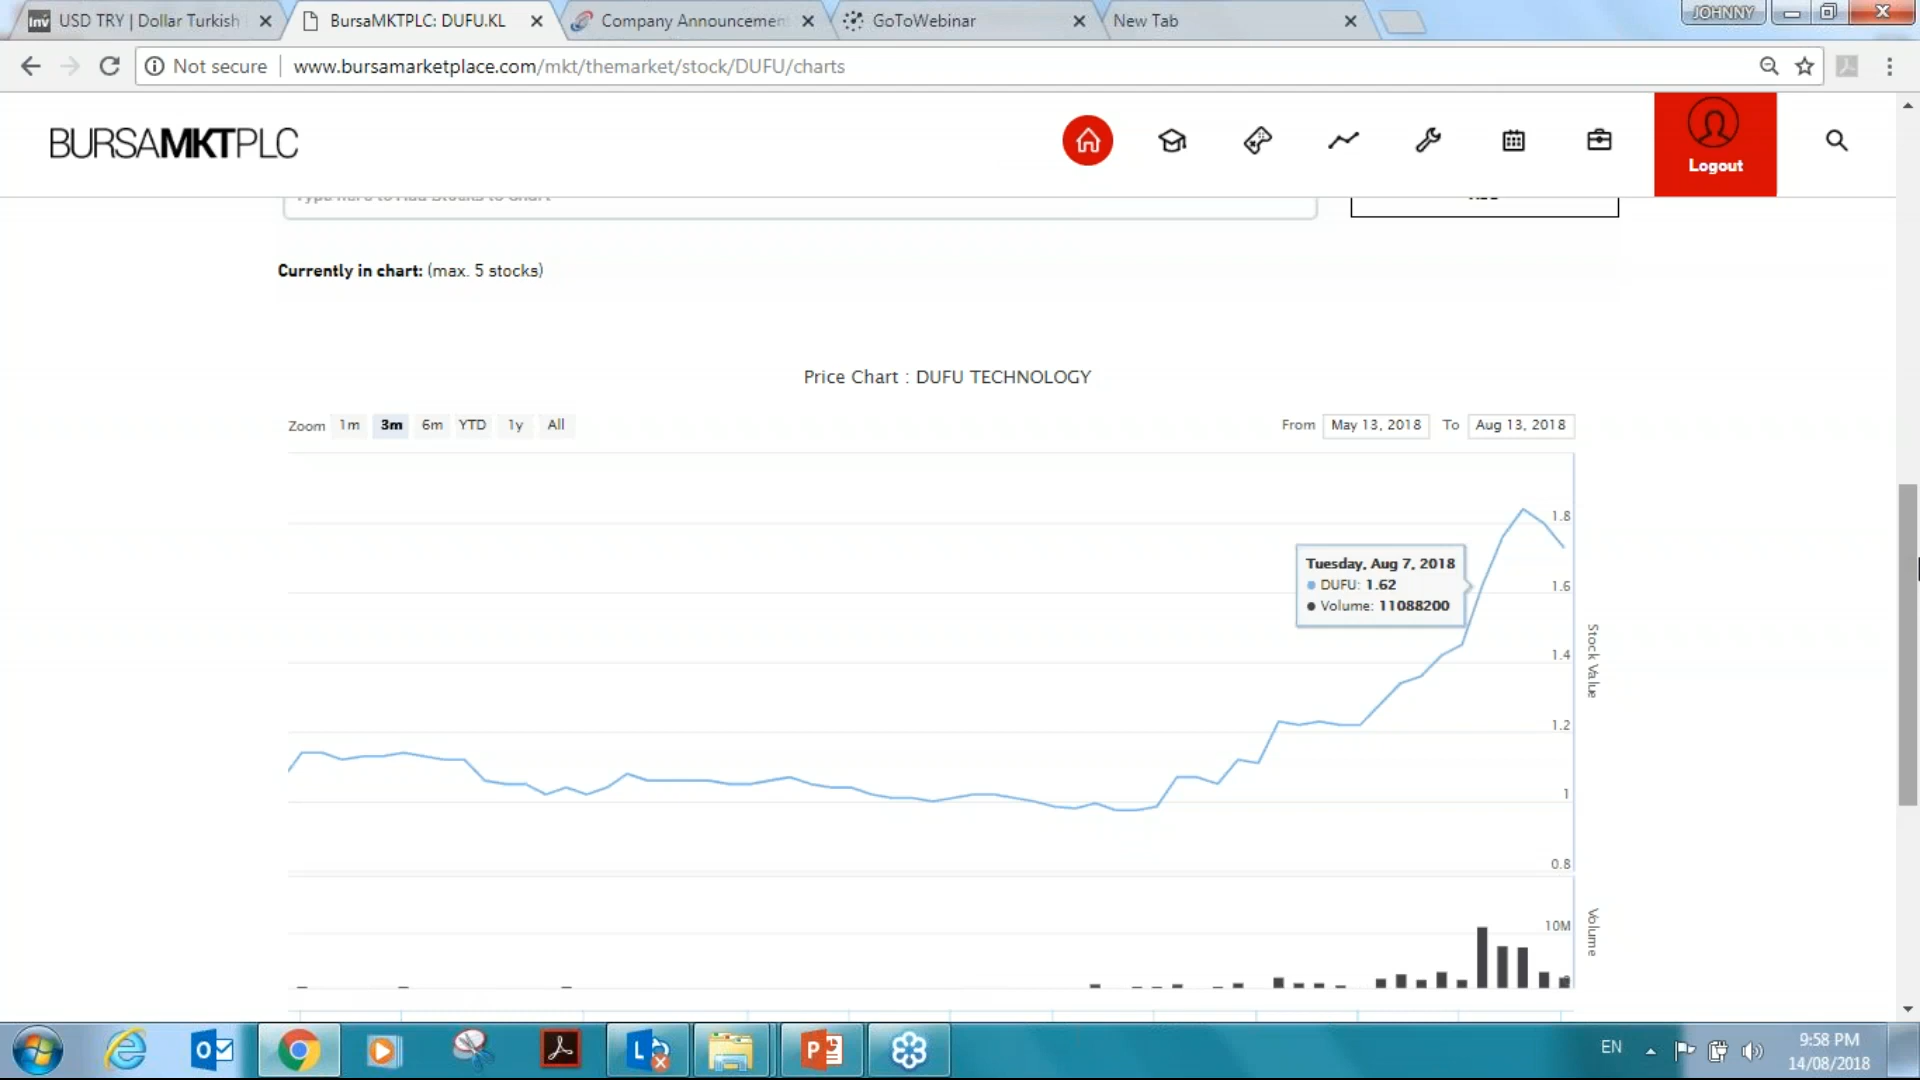 USD TRY | Dollar Turkish
BursaMKTPLC: DUFU.KL
Company Announcemen
GoToWebinar
New Tab
JOHNNY
Not secure
www.bursamarketplace.com/mkt/themarket/stock/DUFU/charts
BURSAMKTPLC
Logout
Currently in chart: (max. 5 stocks)
Price Chart : DUFU TECHNOLOGY
Zoom 1m 3m 6m YTD 1y All
From May 13, 2018 To Aug 13, 2018
1.8
Tuesday, Aug 7, 2018
DUFU: 1.62
Volume: 11088200
1.6
1.4
1.2
1
0.8
Stock Value
10M
Volume
EN
9:58 PM
14/08/2018